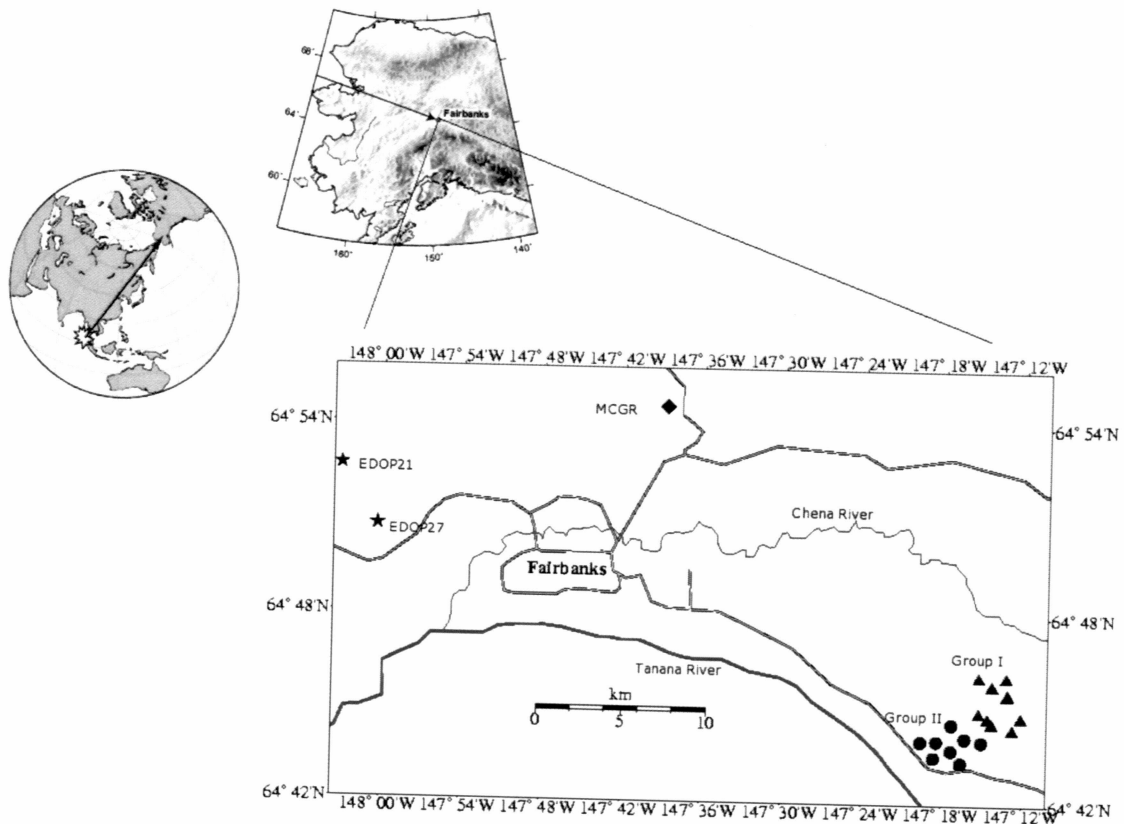 68°
64°
60°
Fairbanks
160°
150°
140°
148° 00'W 147° 54'W 147° 48'W 147° 42'W 147° 36'W 147° 30'W 147° 24'W 147° 18'W 147° 12'W
64° 54'N
MCGR
64° 54'N
EDOP21
EDOP27
Chena River
Fairbanks
64° 48'N
64° 48'N
Group I
Tanana River
km
0 5 10
Group II
64° 42'N
64° 42'N
148° 00'W 147° 54'W 147° 48'W 147° 42'W 147° 36'W 147° 30'W 147° 24'W 147° 18'W 147° 12'W